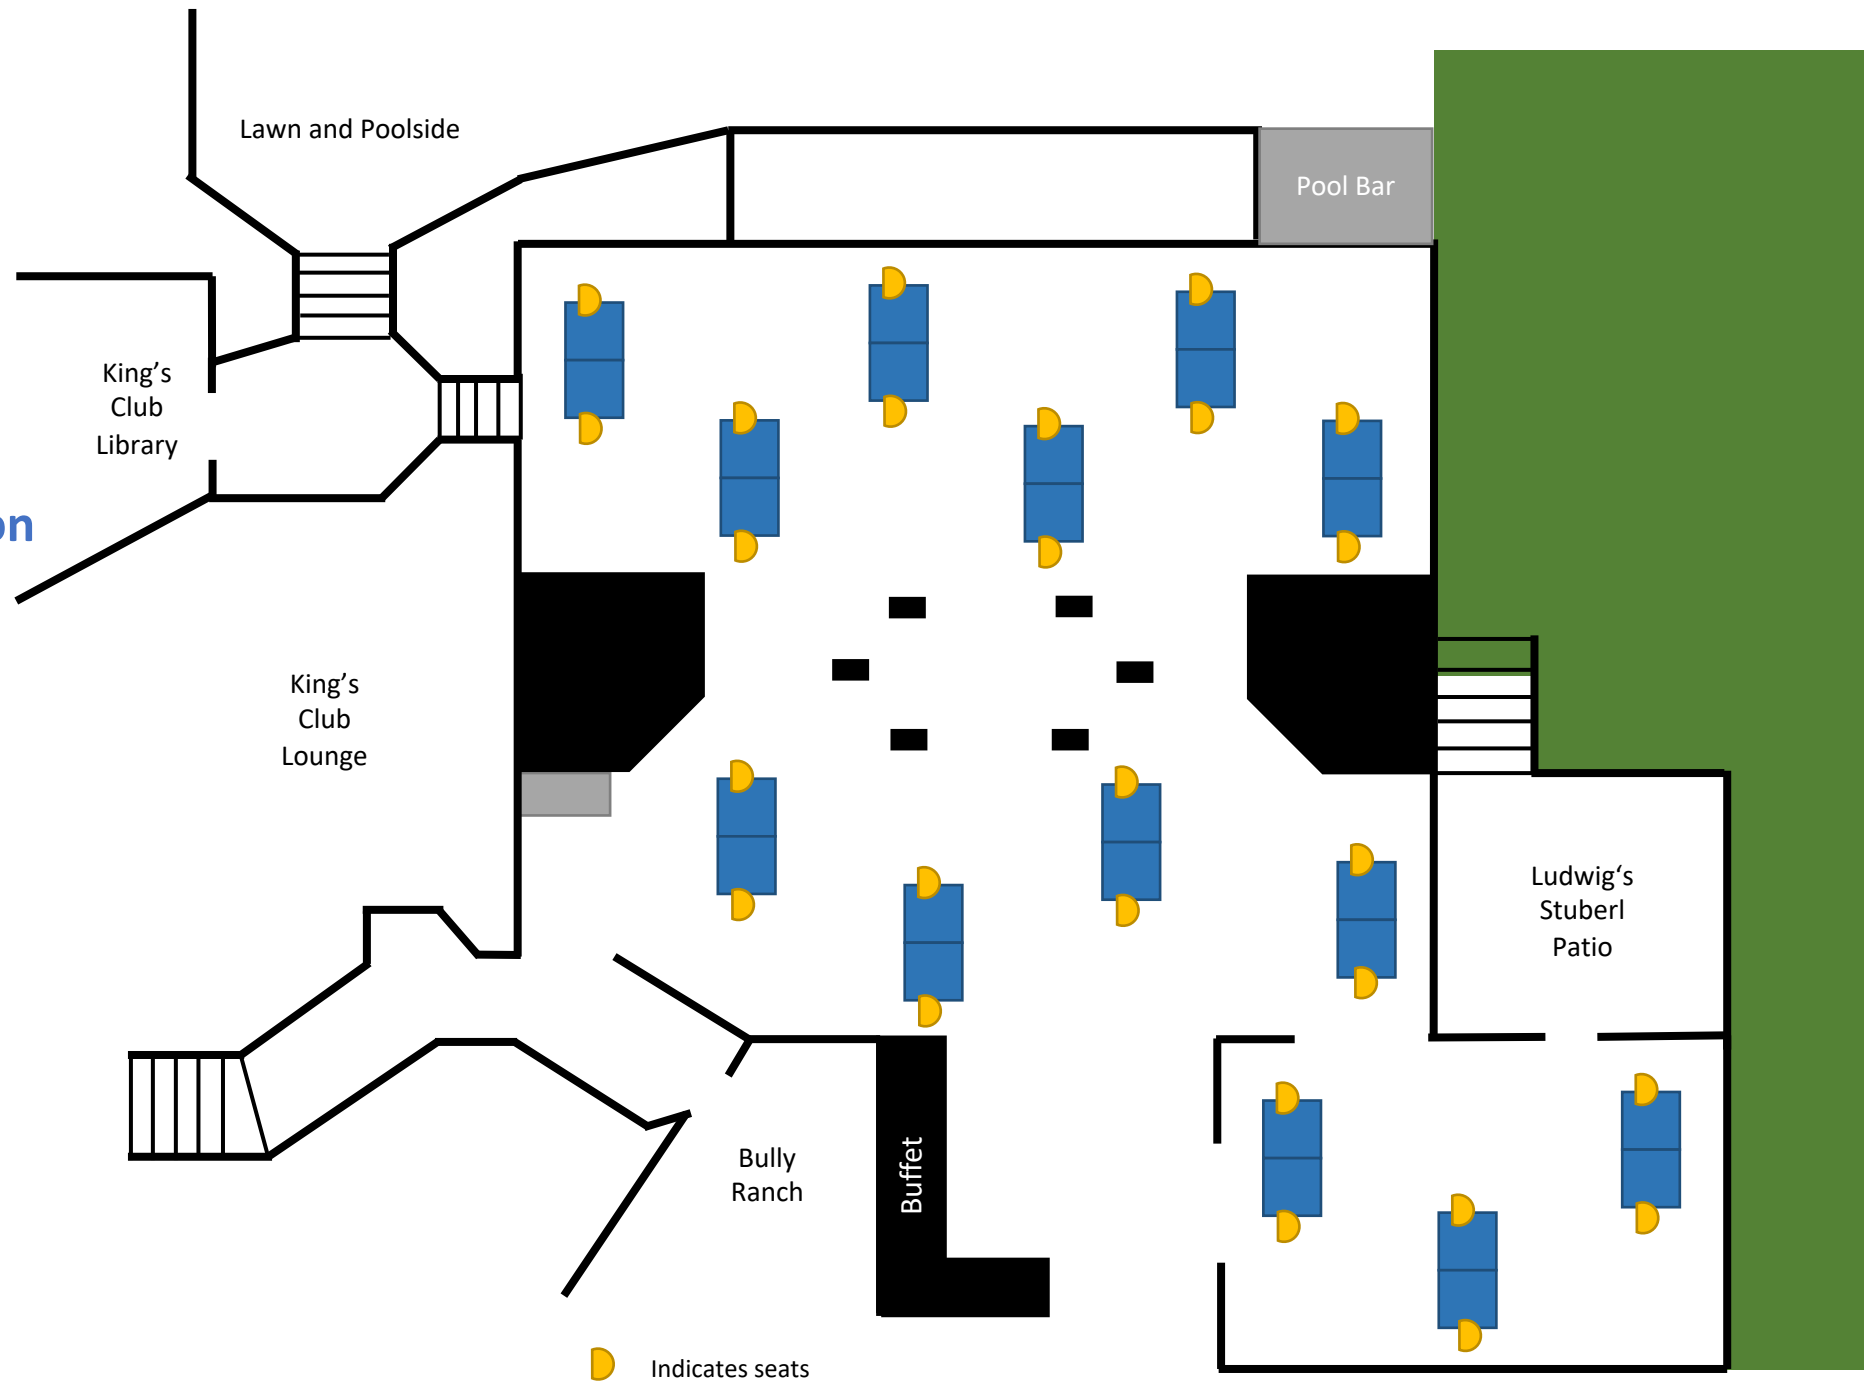 Lawn and Poolside
Pool Bar
King's
Club
Library
on
King's
Club
Lounge
Ludwig‘s
Stuberl
Patio
Bully
Ranch
Buffet
Indicates seats